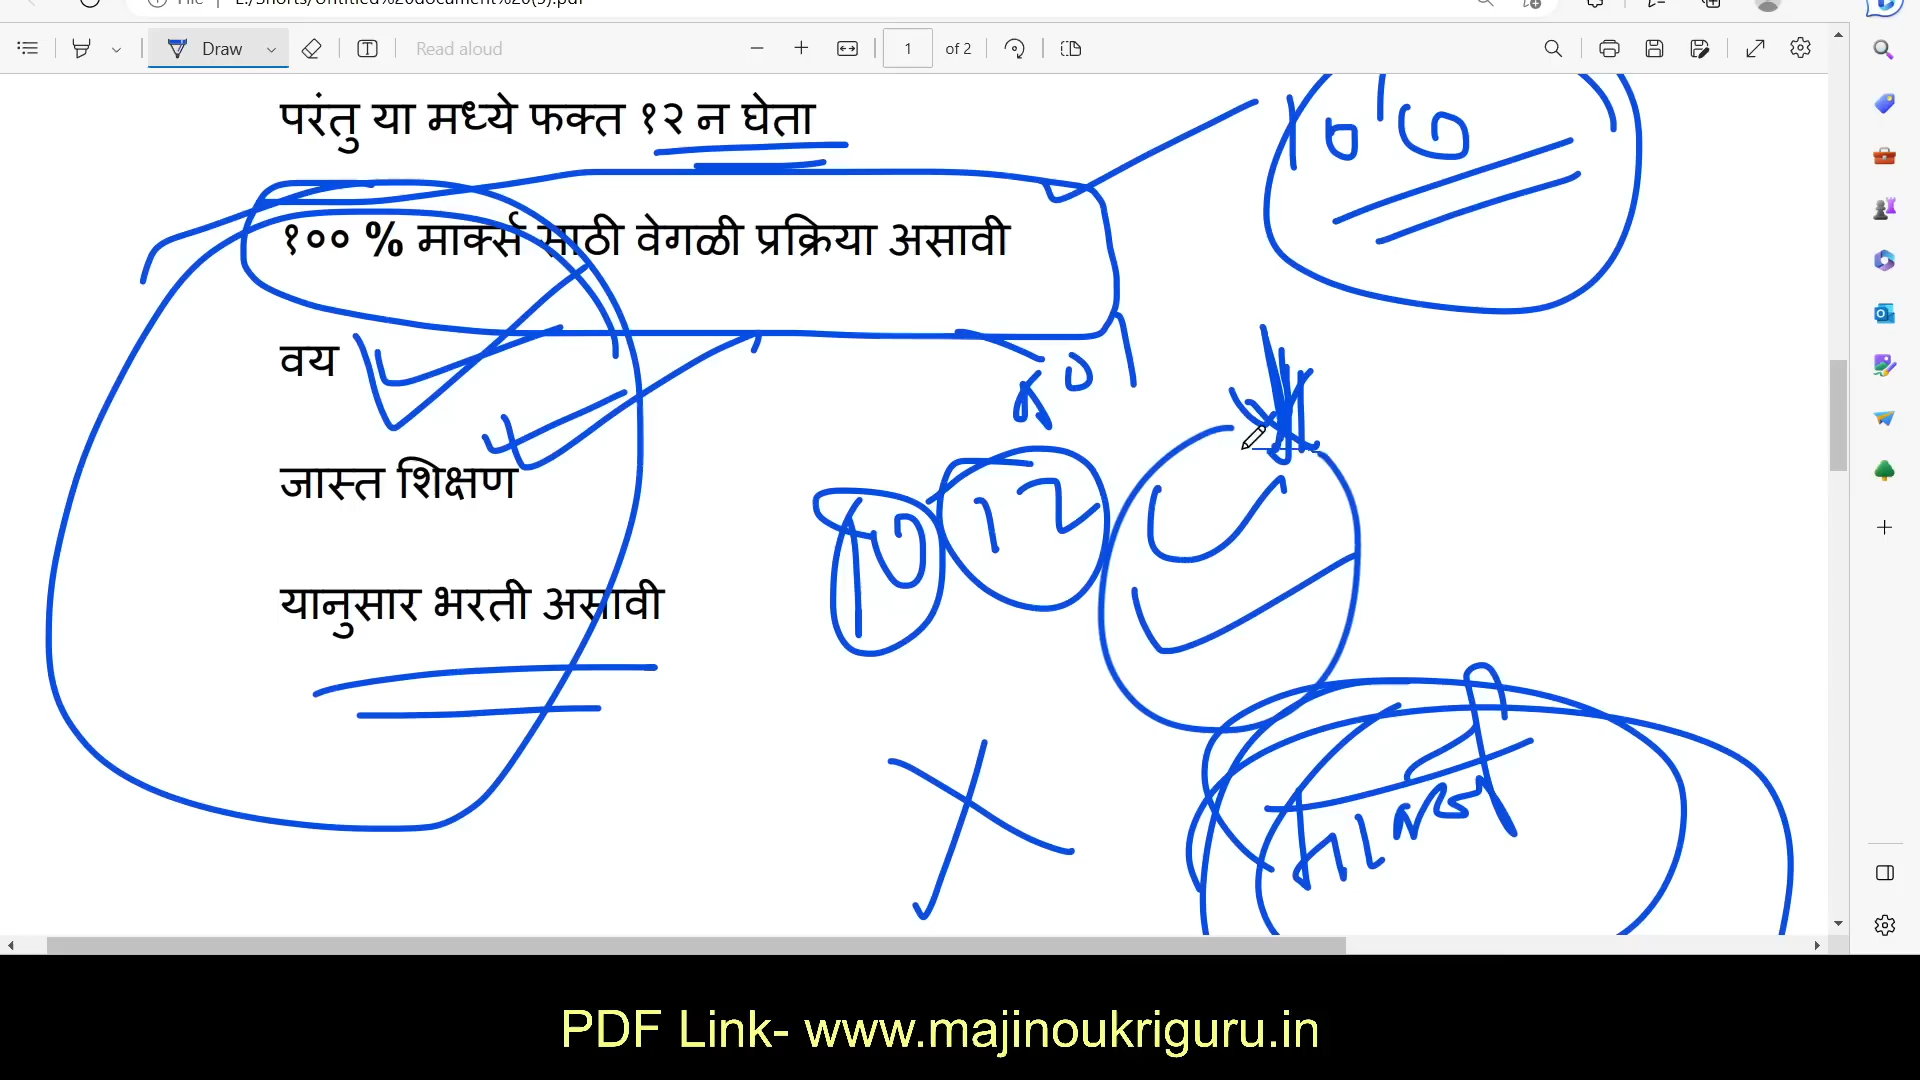 Draw
Read aloud
1
of 2
परंतु या मध्ये फक्त १२ न घेता
१०० % मार्क्स साठी वेगळी प्रक्रिया असावी
वय
जास्त शिक्षण
10
12
यानुसार भरती असावी
PDF Link- www.majinoukriguru.in